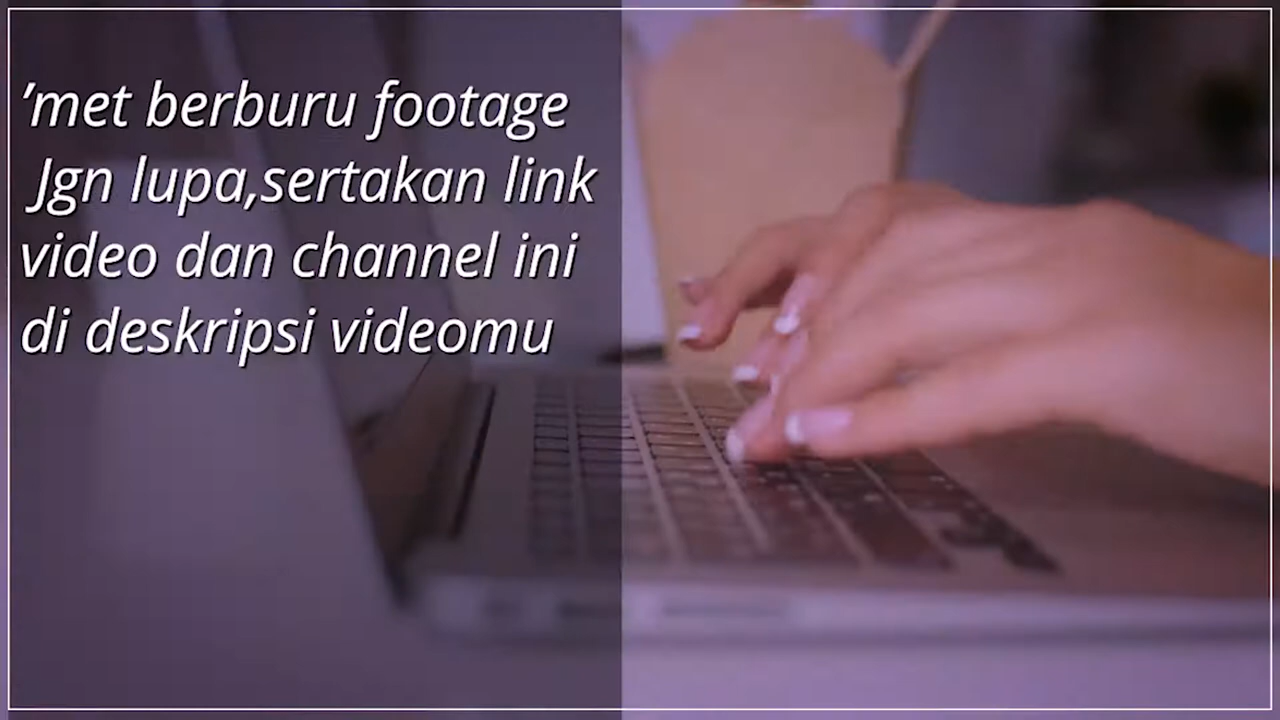 ’met berburu footage
Jgn lupa,sertakan link
video dan channel ini
di deskripsi videomu